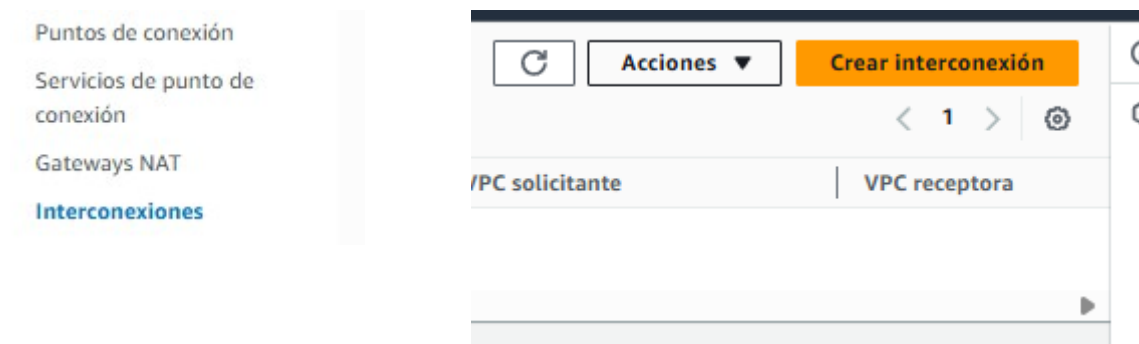 Puntos de conexión
Servicios de punto de
conexión
Gateways NAT
Interconexiones
Acciones
Crear interconexión
1
VPC solicitante
VPC receptora